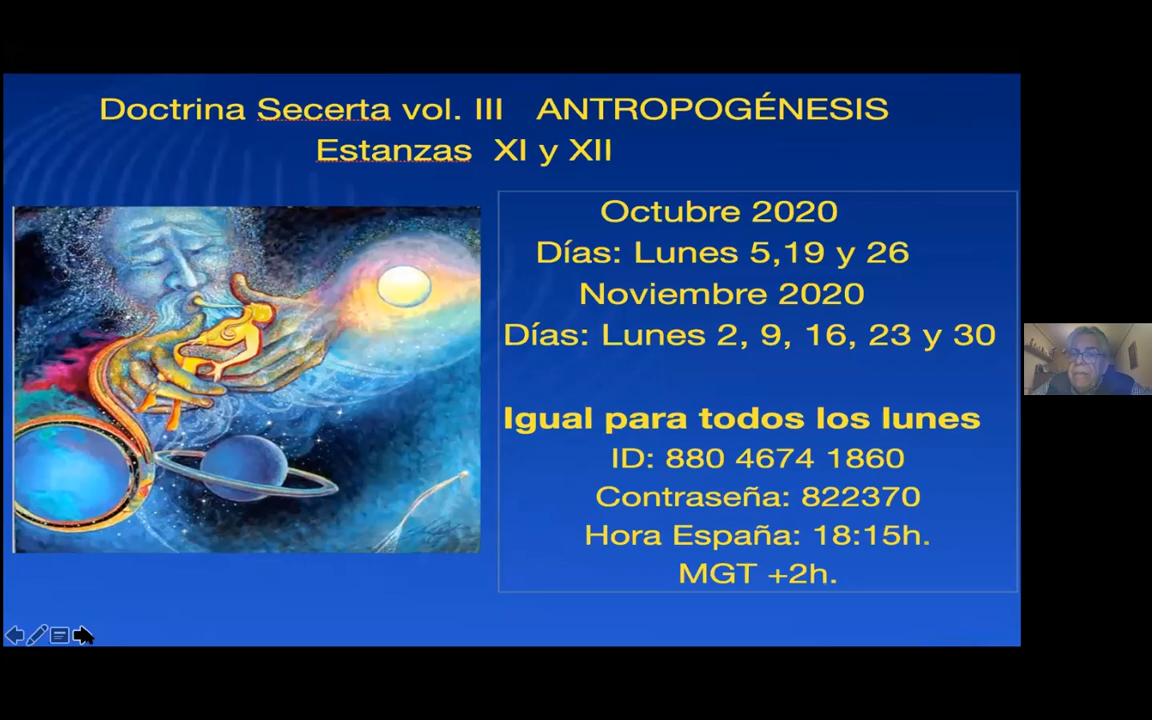 Doctrina Secerta vol. III ANTROPOGÉNESIS
Estanzas XI y XII
Octubre 2020
Días: Lunes 5,19 y 26
Noviembre 2020
Días: Lunes 2, 9, 16, 23 y 30
Igual para todos los lunes
ID: 880 4674 1860
Contraseña: 822370
Hora España: 18:15h.
MGT +2h.